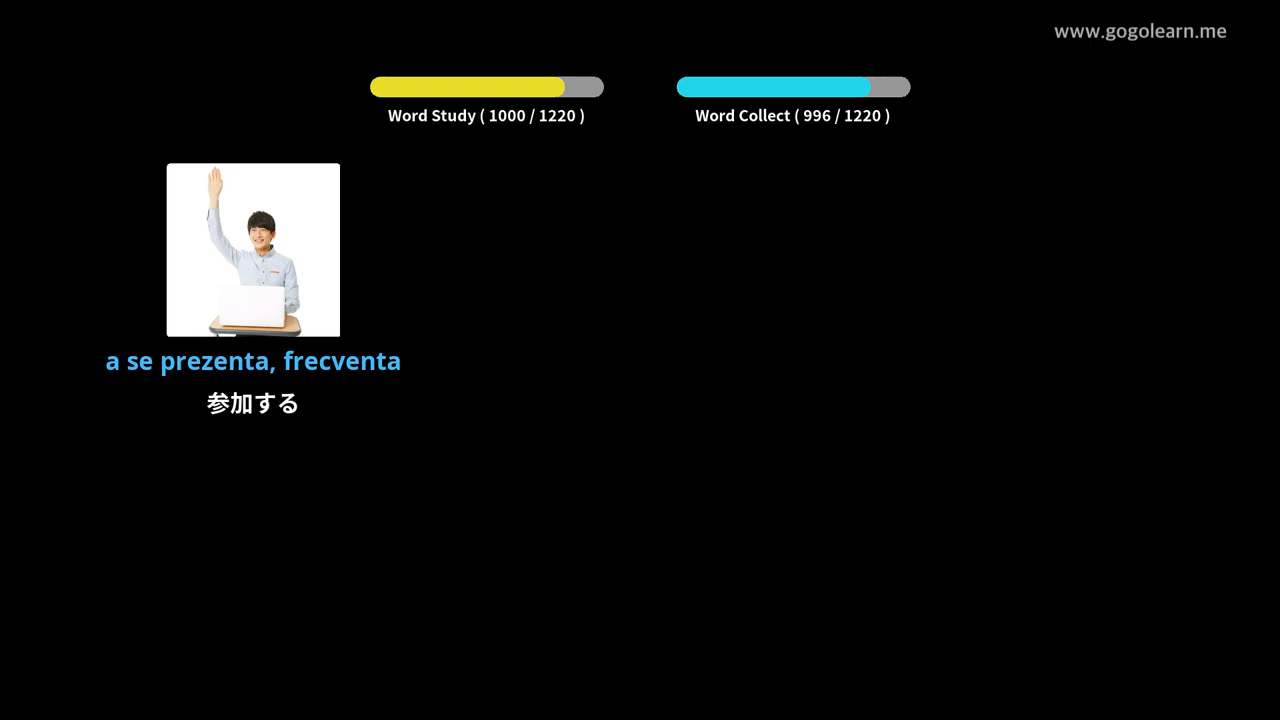 www.gogolearn.me
Word Study ( 1000 / 1220 )
Word Collect ( 996 / 1220 )
a se prezenta, frecventa
参加する